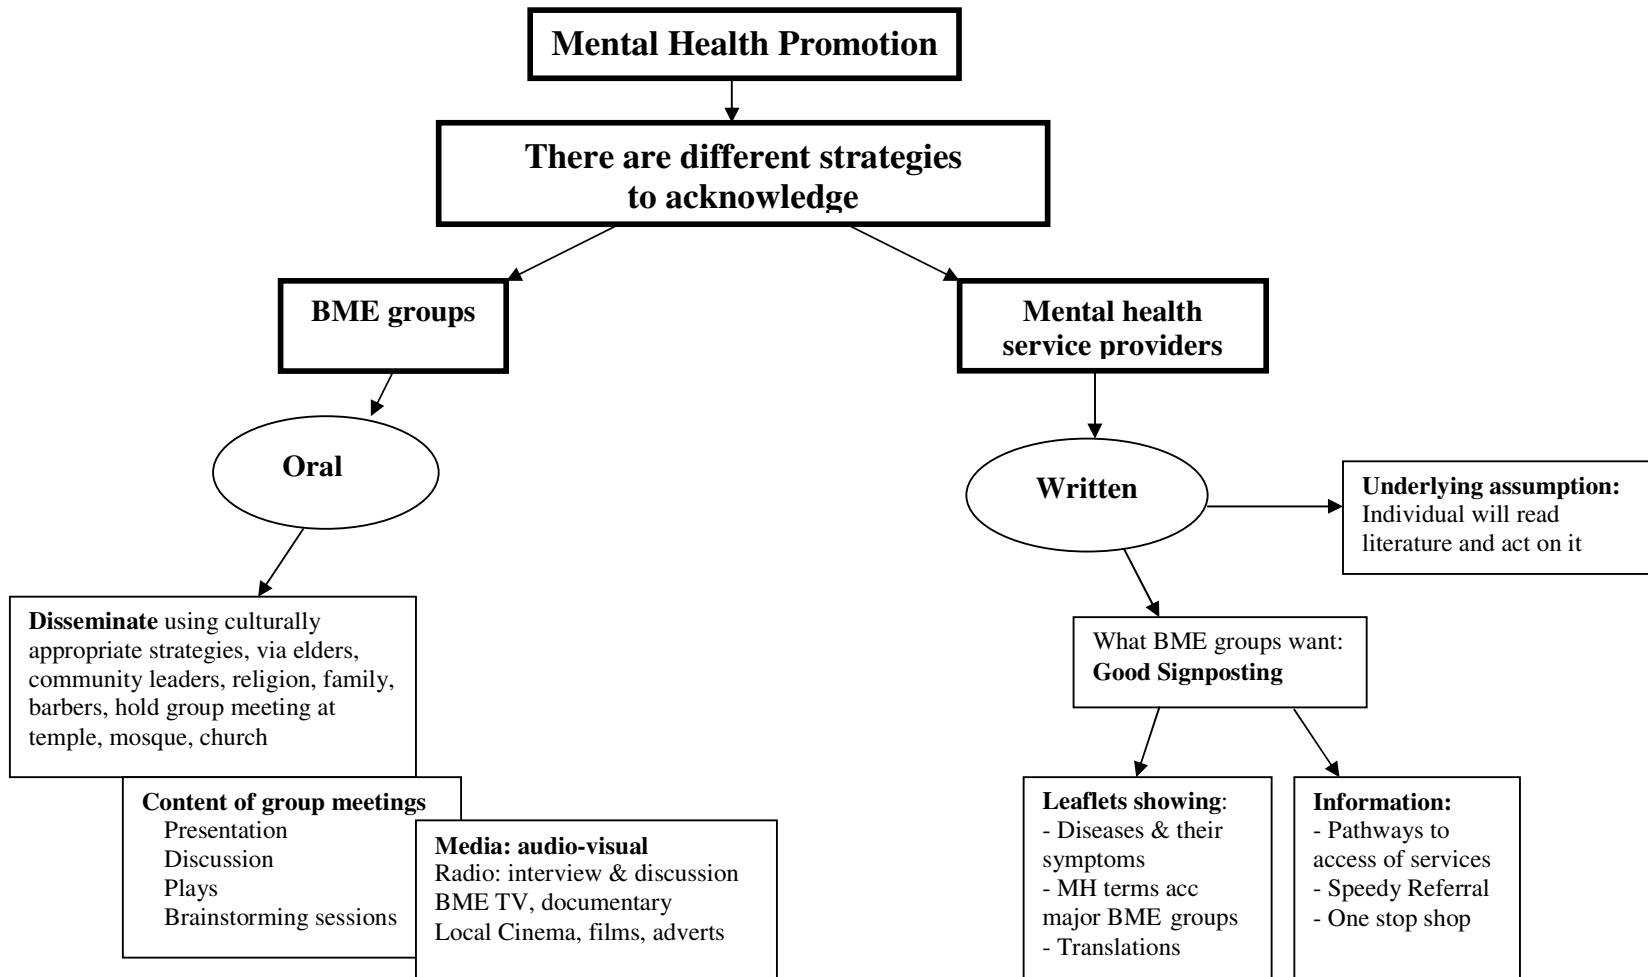 Mental Health Promotion
There are different strategies
to acknowledge
BME groups
Mental health
service providers
Oral
Written
Underlying assumption:
Individual will read
literature and act on it
Disseminate using culturally
appropriate strategies, via elders,
community leaders, religion, family,
barbers, hold group meeting at
temple, mosque, church
What BME groups want:
Good Signposting
Content of group meetings
Presentation
Discussion
Plays
Brainstorming sessions
Media: audio-visual
Radio: interview & discussion
BME TV, documentary
Local Cinema, films, adverts
Leaflets showing:
- Diseases & their
symptoms
- MH terms acc
major BME groups
- Translations
Information:
- Pathways to
access of services
- Speedy Referral
- One stop shop